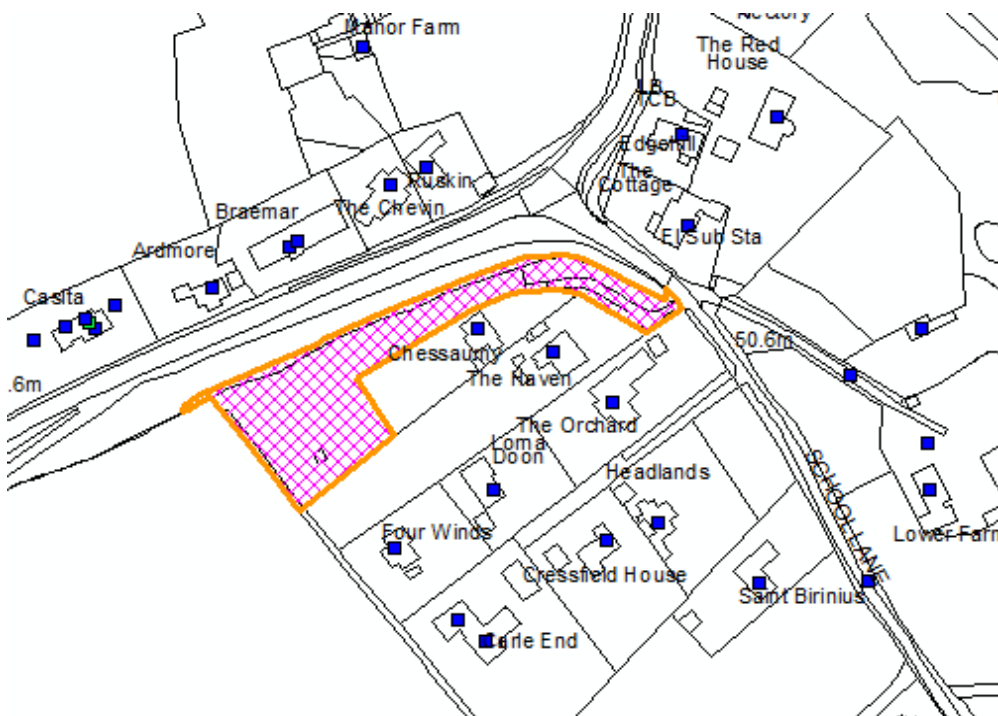 Manor Farm
The Red
House
LB
TCB
Edgehill
The
Cottage
Ruskin
The Chevin
Braemar
El Sub Sta
Ardmore
Casita
50.6m
Chessaumy
.6m
The Raven
The Orchard
Loma
Doon
Headlands
SCHOOL LANE
Four Winds
Lower Farm
Cressfield House
Saint Birinius
End